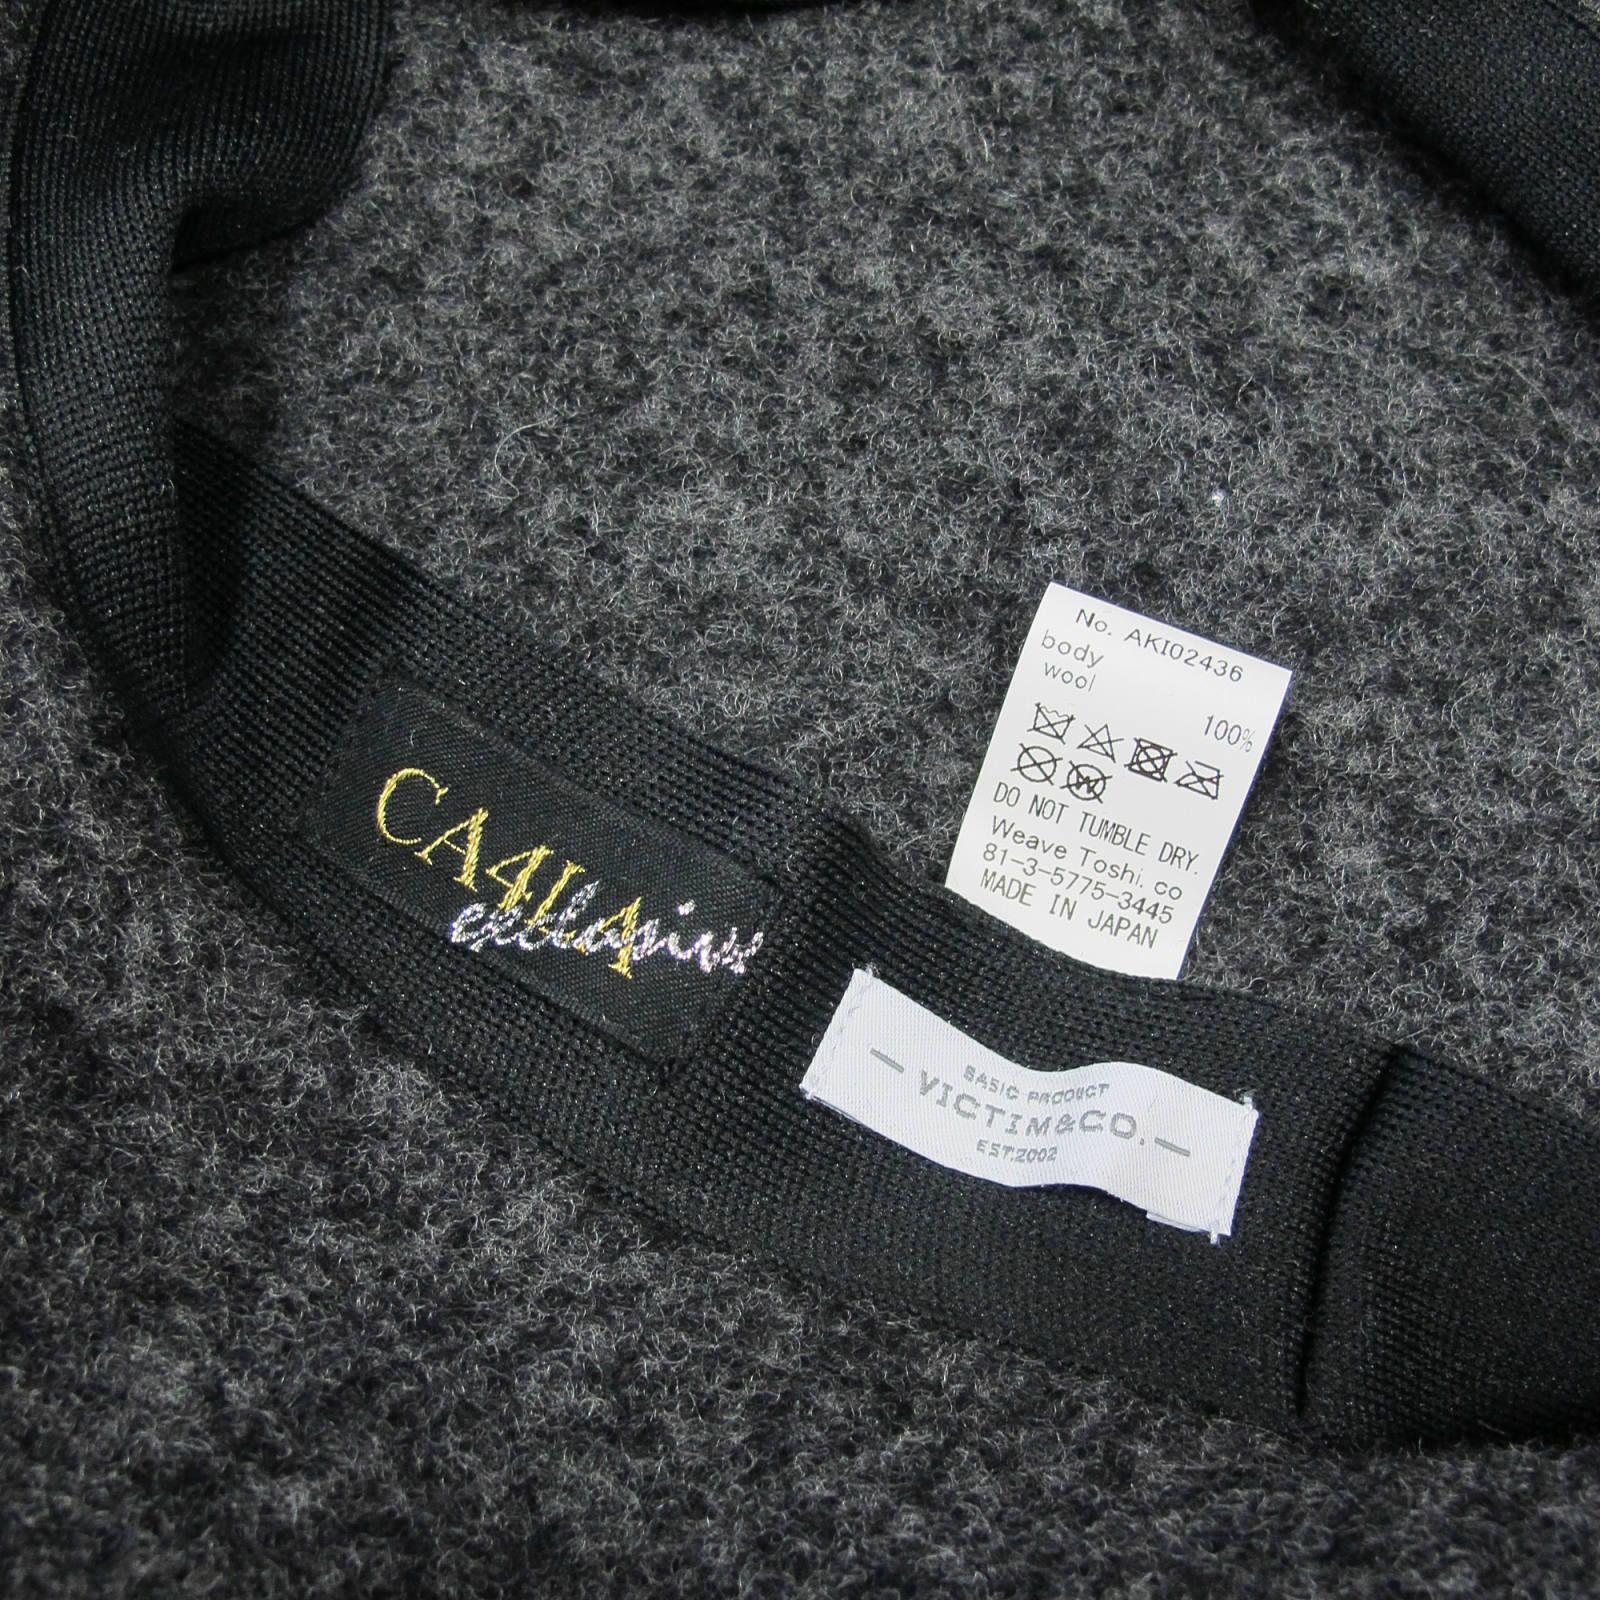 No. AKI02436
body
wool 100%
DO NOT TUMBLE DRY.
Weave Toshi. co
81-3-5775-3445
MADE IN JAPAN
CA4LA
exclusive
BASIC PRODUCT
VICTIM&CO.
EST.2002